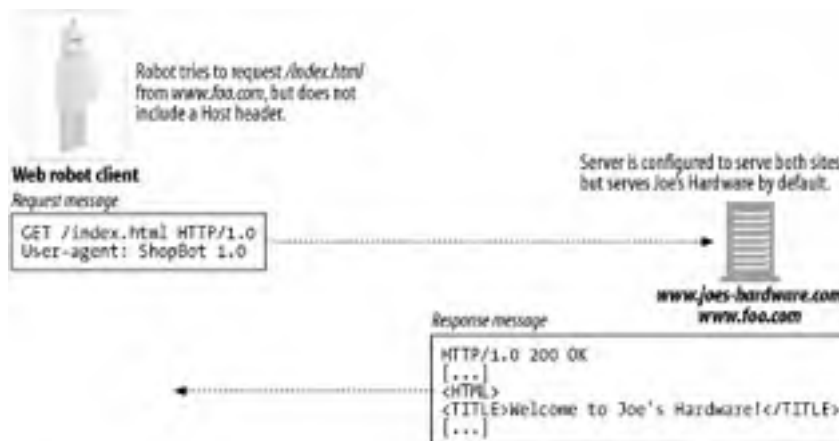 Robot tries to request /index.html
from www.foo.com, but does not
include a Host header.
Web robot client
Request message
GET /index.html HTTP/1.0
User-agent: ShopBot 1.0
Server is configured to serve both sites
but serves Joe's Hardware by default.
www.joes-hardware.com
www.foo.com
Response message
HTTP/1.0 200 OK
[...]
<HTML>
<TITLE>Welcome to Joe's Hardware!</TITLE>
[...]